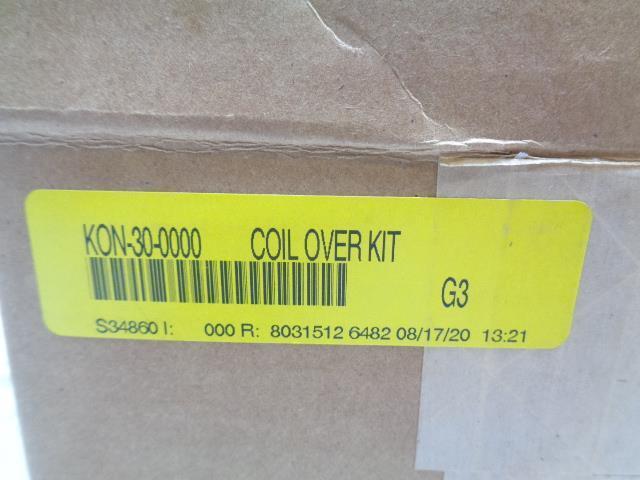 KON-30-0000 COIL OVER KIT
G3
S34860 I: 000 R: 8031512 6482 08/17/20 13:21